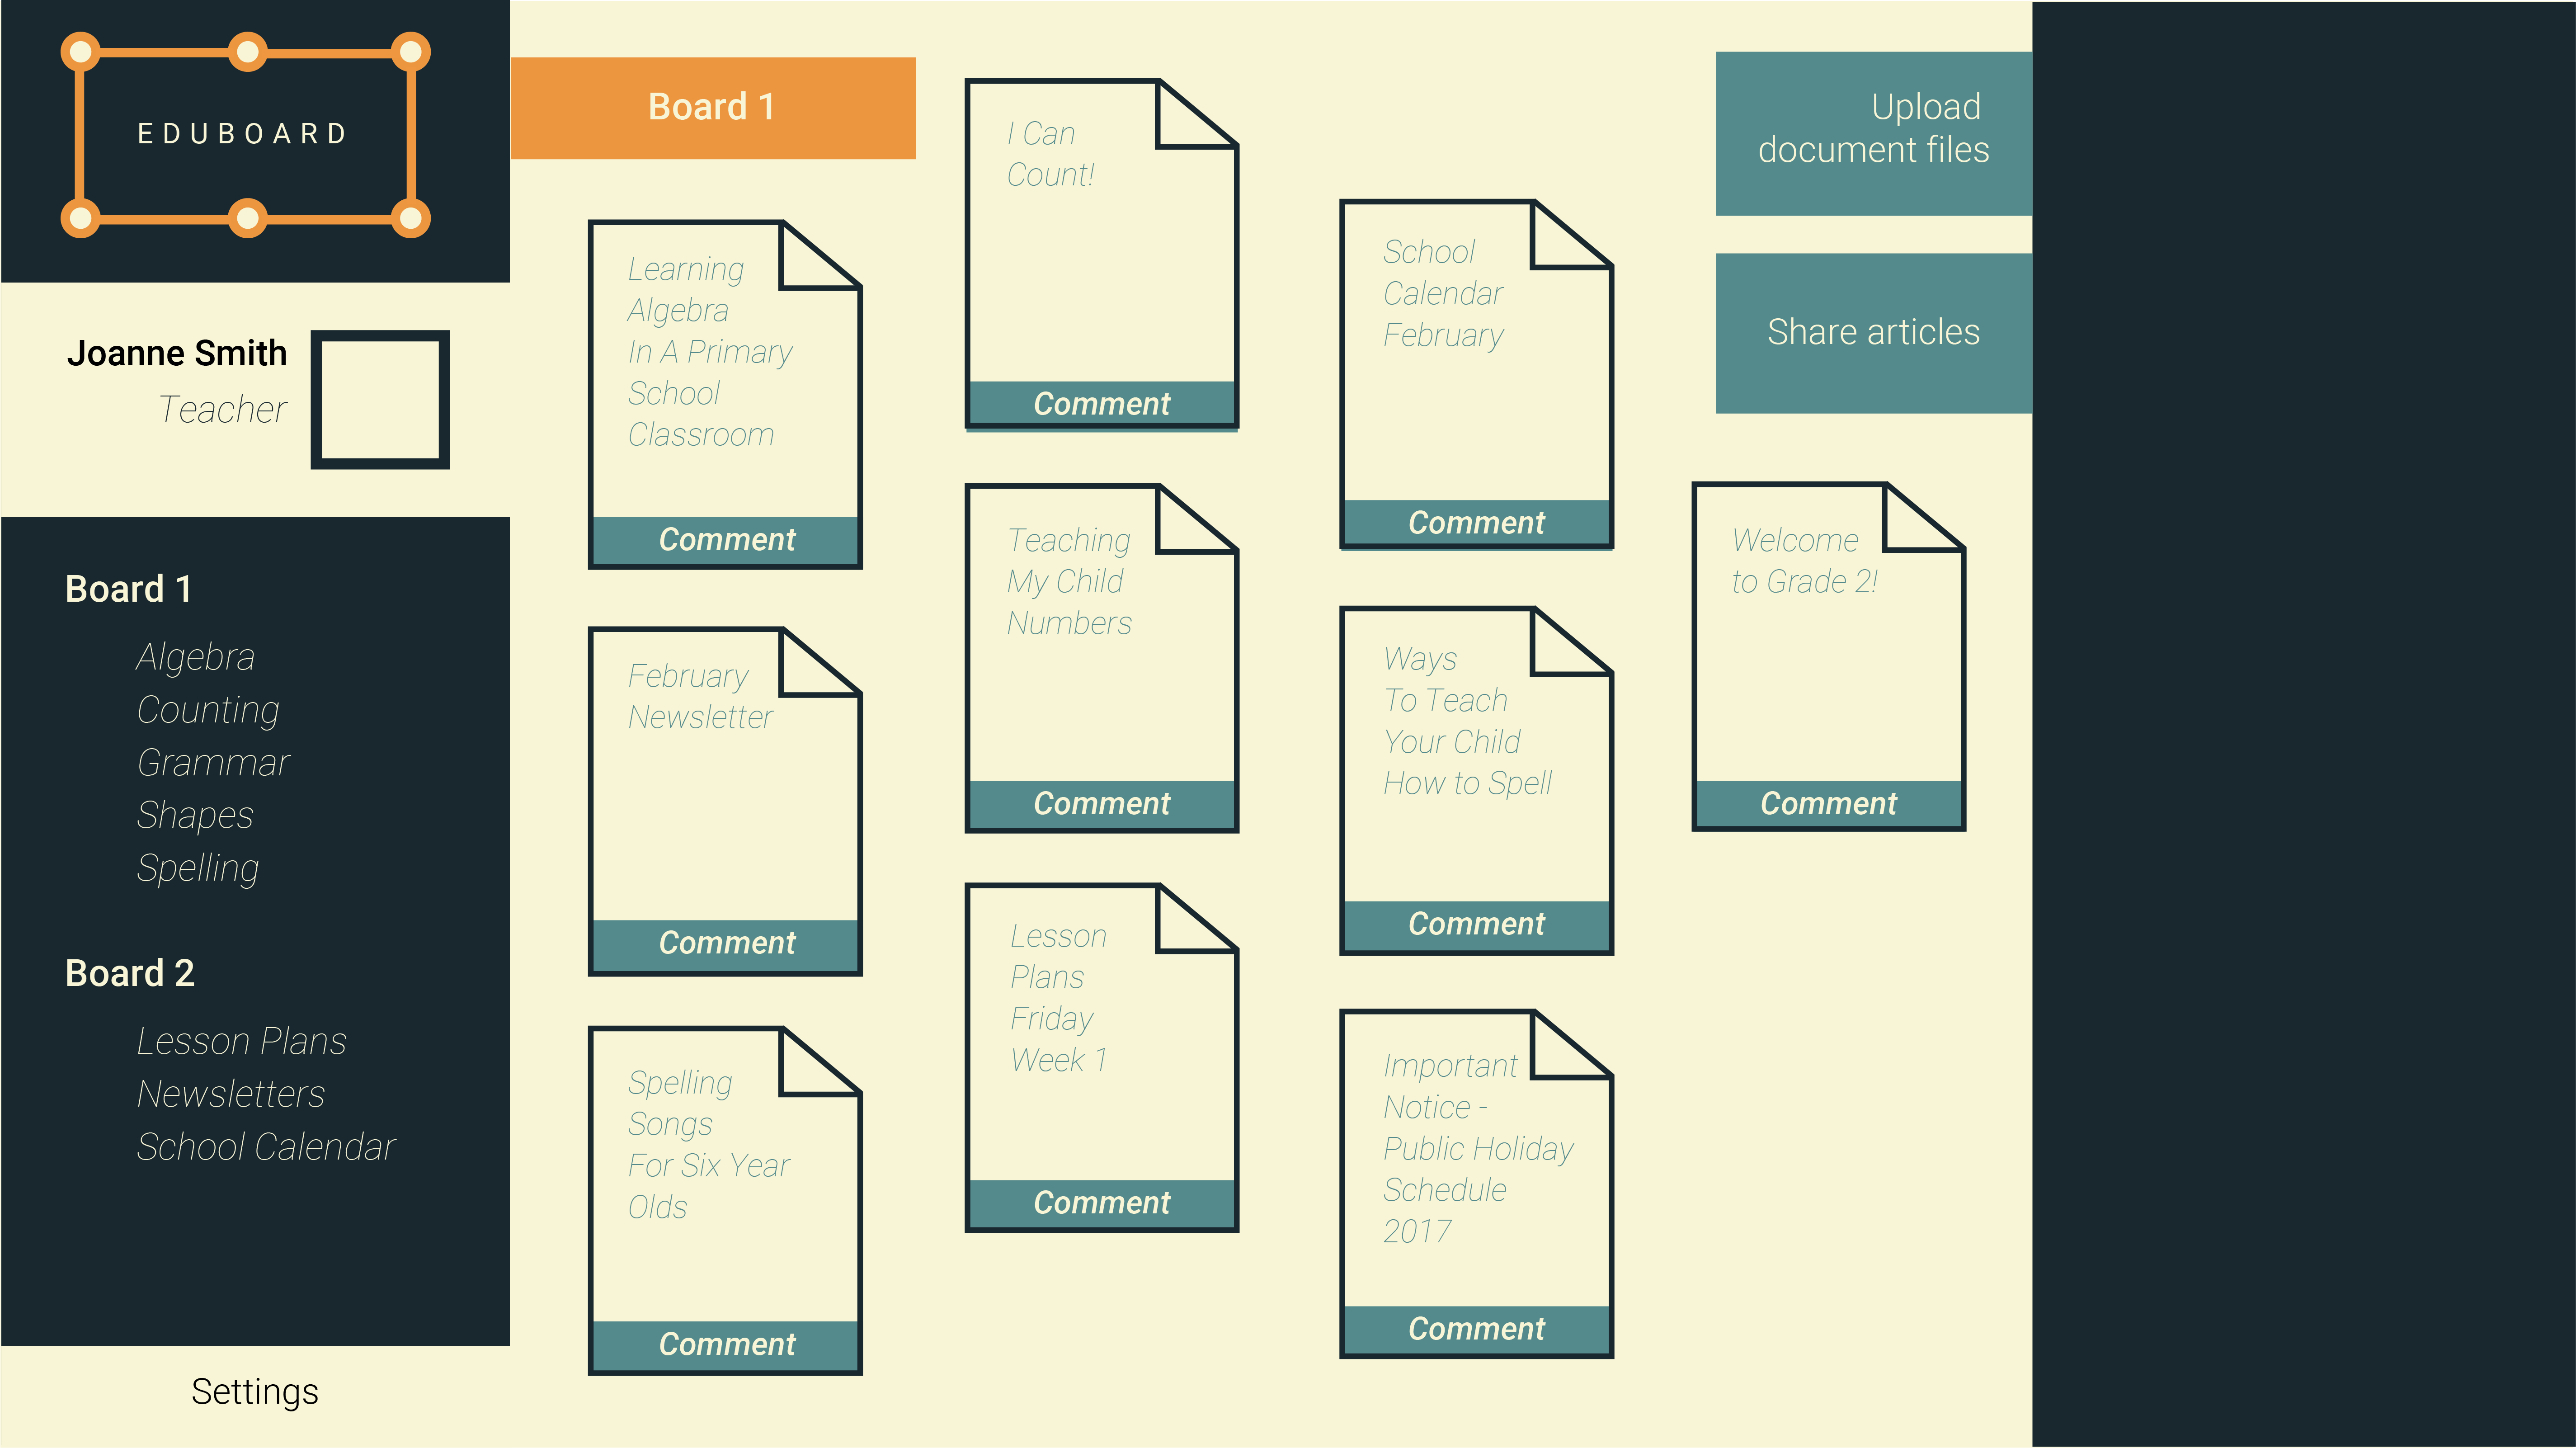 EDUBOARD
Joanne Smith
Teacher
Board 1
Algebra
Counting
Grammar
Shapes
Spelling
Board 2
Lesson Plans
Newsletters
School Calendar
Settings
Board 1
Learning
Algebra
In A Primary
School
Classroom
Comment
February
Newsletter
Comment
Spelling
Songs
For Six Year
Olds
Comment
I Can
Count!
Comment
Teaching
My Child
Numbers
Comment
Lesson
Plans
Friday
Week 1
Comment
School
Calendar
February
Comment
Ways
To Teach
Your Child
How to Spell
Comment
Important
Notice -
Public Holiday
Schedule
2017
Comment
Upload
document files
Share articles
Welcome
to Grade 2!
Comment